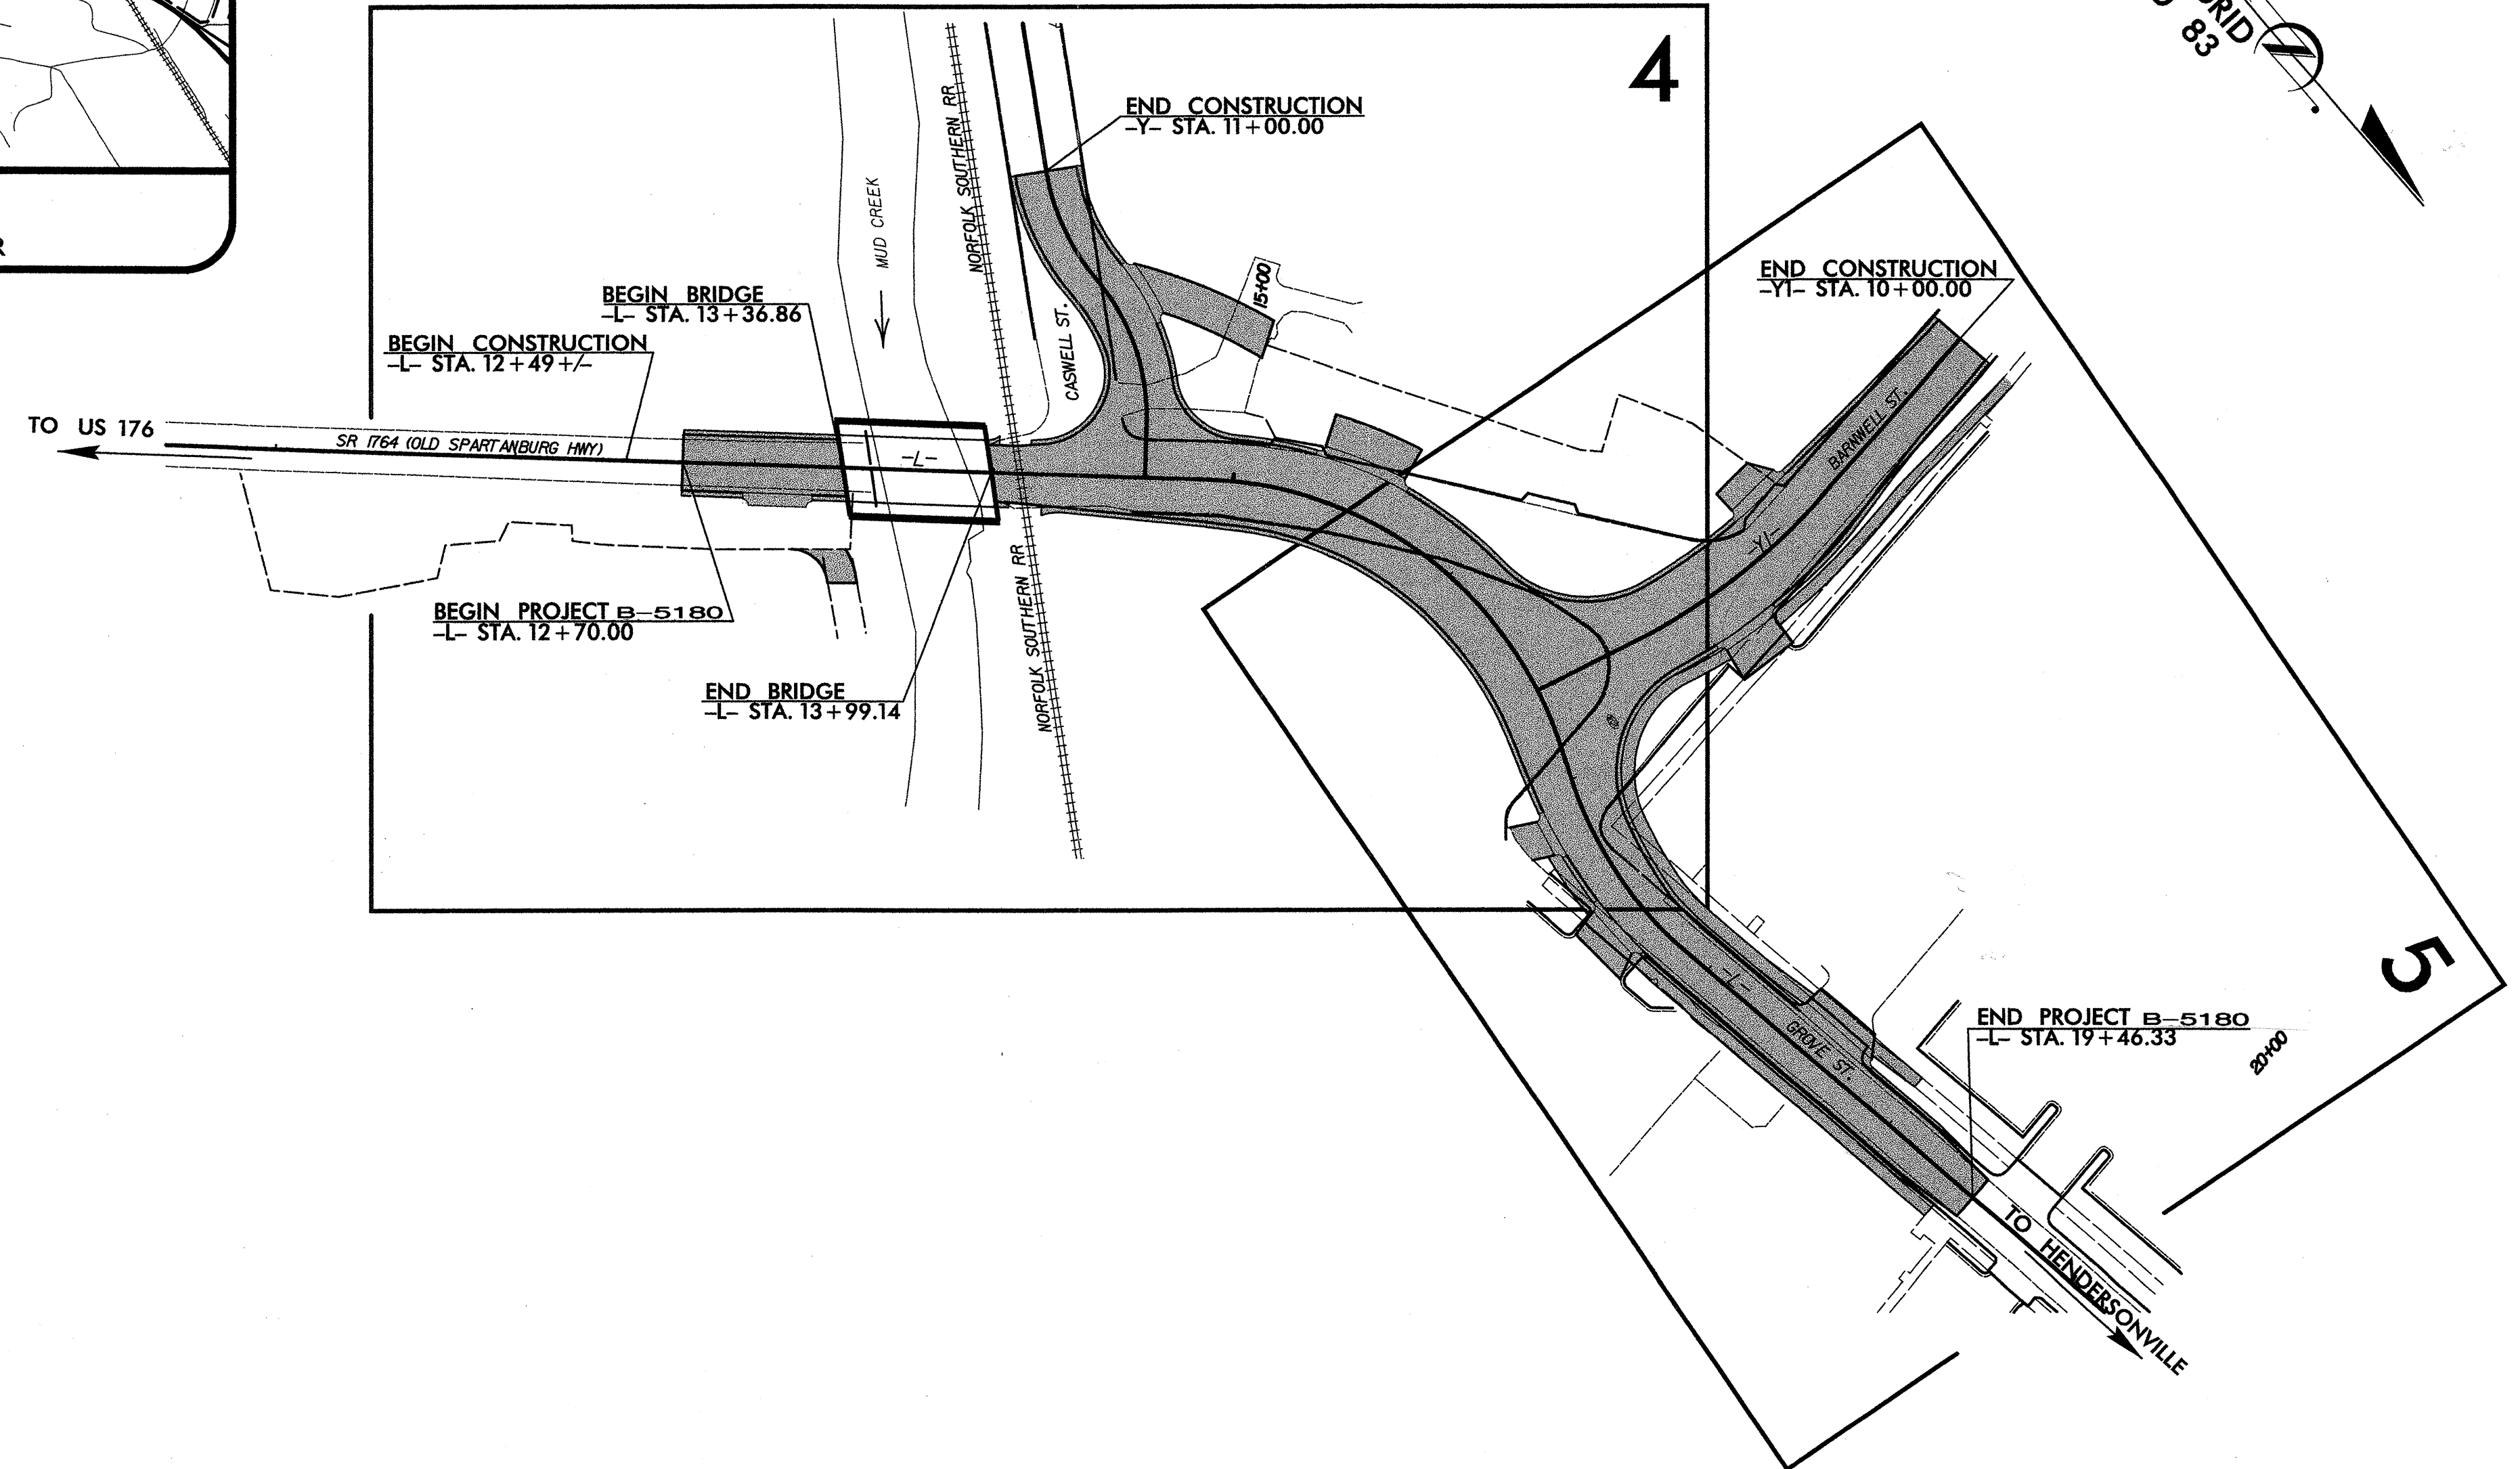 R
4
GRID
83
END CONSTRUCTION
-Y- STA. 11+00.00
NORFOLK SOUTHERN RR
MUD CREEK
END CONSTRUCTION
-Y1- STA. 10+00.00
15+00
BEGIN BRIDGE
-L- STA. 13+36.86
BEGIN CONSTRUCTION
-L- STA. 12+49 +/-
CASWELL ST.
TO US 176
SR 1764 (OLD SPARTANBURG HWY)
-L-
BARNWELL ST.
-Y1-
BEGIN PROJECT B-5180
-L- STA. 12+70.00
NORFOLK SOUTHERN RR
END BRIDGE
-L- STA. 13+99.14
5
-L-
GROVE ST.
END PROJECT B-5180
-L- STA. 19+46.33
20+00
TO HENDERSONVILLE